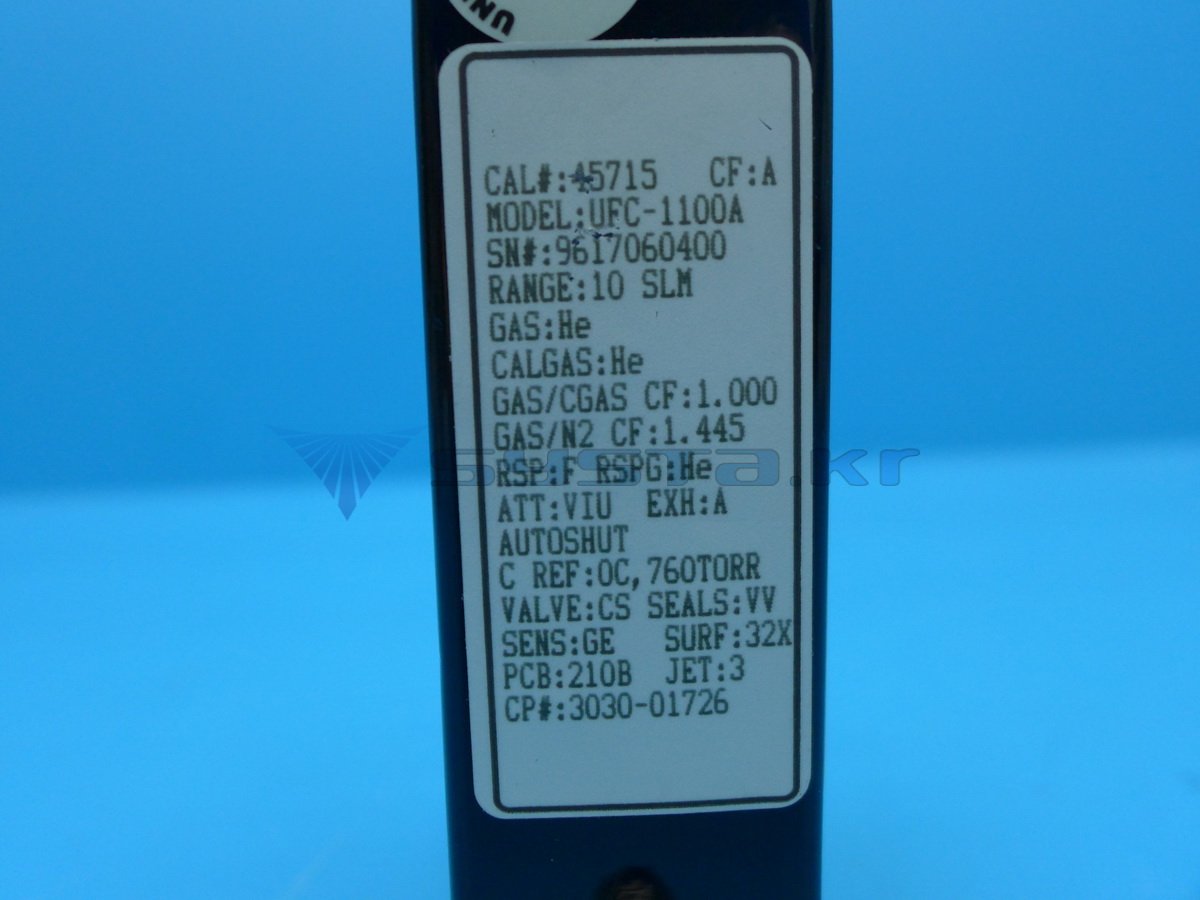 CAL#:45715 CF:A
MODEL:UFC-1100A
SN#:9617060400
RANGE:10 SLM
GAS:He
CALGAS:He
GAS/CGAS CF:1.000
GAS/N2 CF:1.445
RSP:F RSPG:He
ATT:VIU EXH:A
AUTOSHUT
C REF:0C,760TORR
VALVE:CS SEALS:VV
SENS:GE SURF:32X
PCB:210B JET:3
CP#:3030-01726
susta.kr